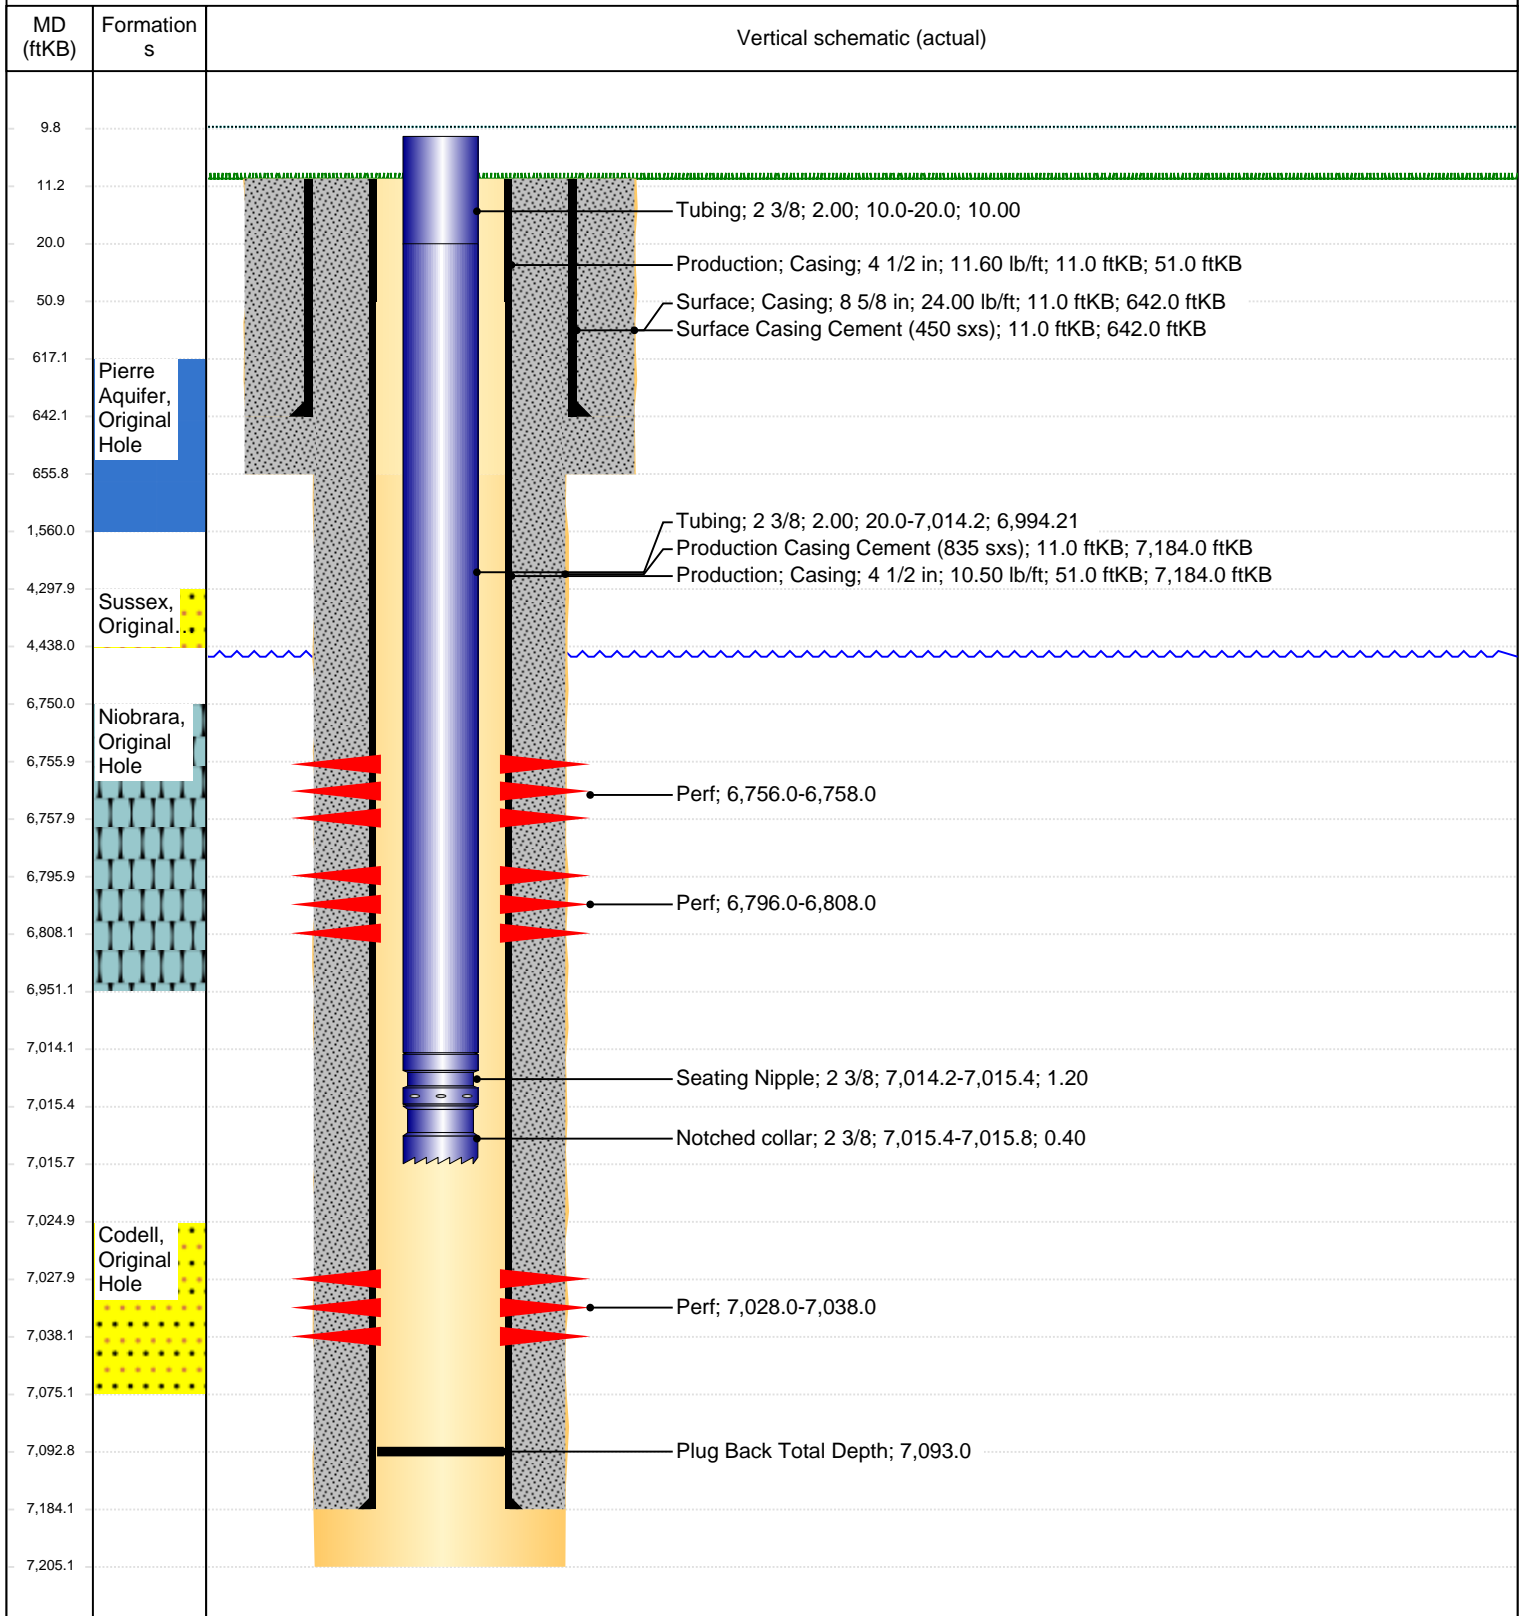 MD
(ftKB)
Formation
s
Vertical schematic (actual)
9.8
11.2
Tubing; 2 3/8; 2.00; 10.0-20.0; 10.00
20.0
Production; Casing; 4 1/2 in; 11.60 lb/ft; 11.0 ftKB; 51.0 ftKB
50.9
Surface; Casing; 8 5/8 in; 24.00 lb/ft; 11.0 ftKB; 642.0 ftKB
Surface Casing Cement (450 sxs); 11.0 ftKB; 642.0 ftKB
617.1
Pierre
Aquifer,
Original
Hole
642.1
655.8
1,560.0
Tubing; 2 3/8; 2.00; 20.0-7,014.2; 6,994.21
Production Casing Cement (835 sxs); 11.0 ftKB; 7,184.0 ftKB
Production; Casing; 4 1/2 in; 10.50 lb/ft; 51.0 ftKB; 7,184.0 ftKB
4,297.9
Sussex,
Original...
4,438.0
6,750.0
Niobrara,
Original
Hole
6,755.9
Perf; 6,756.0-6,758.0
6,757.9
6,795.9
Perf; 6,796.0-6,808.0
6,808.1
6,951.1
7,014.1
Seating Nipple; 2 3/8; 7,014.2-7,015.4; 1.20
7,015.4
Notched collar; 2 3/8; 7,015.4-7,015.8; 0.40
7,015.7
7,024.9
Codell,
Original
Hole
7,027.9
Perf; 7,028.0-7,038.0
7,038.1
7,075.1
7,092.8
Plug Back Total Depth; 7,093.0
7,184.1
7,205.1